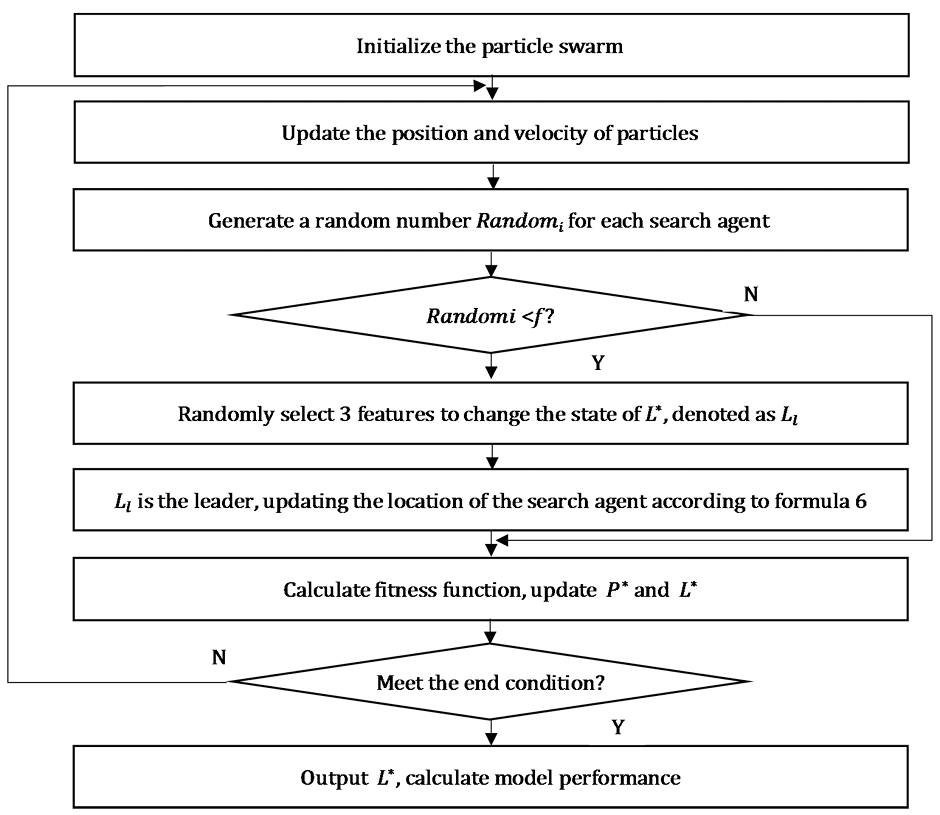 Initialize the particle swarm
Update the position and velocity of particles
Generate a random number Randomᵢ for each search agent
Randomi <f?
N
Y
Randomly select 3 features to change the state of L*, denoted as Lₗ
Lₗ is the leader, updating the location of the search agent according to formula 6
Calculate fitness function, update P* and L*
N
Meet the end condition?
Y
Output L*, calculate model performance